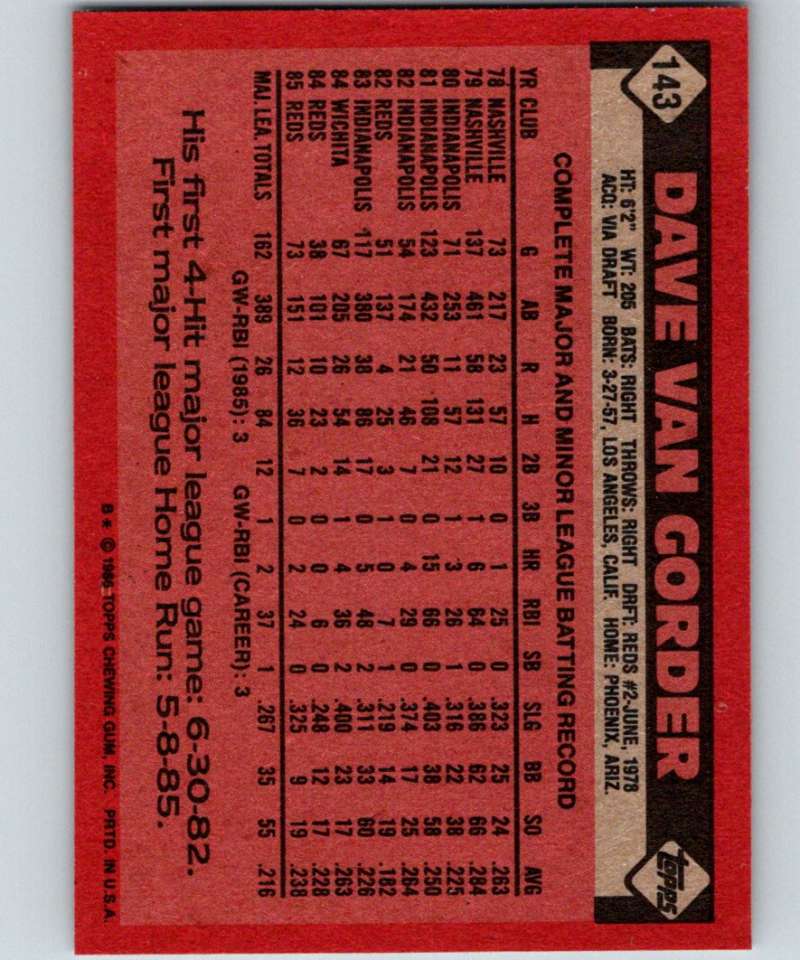 143
DAVE VAN GORDER
topps
HT: 6'2" WT: 205 BATS: RIGHT THROWS: RIGHT DRFT: REDS #2-JUNE, 1978
ACQ: VIA DRAFT BORN: 3-27-57, LOS ANGELES, CALIF. HOME: PHOENIX, ARIZ.
COMPLETE MAJOR AND MINOR LEAGUE BATTING RECORD
YR CLUB G AB R H 2B 3B HR RBI SB SLG BB SO AVG
78 NASHVILLE 73 217 23 57 10 0 1 25 0 .323 25 24 .263
79 NASHVILLE 137 461 58 131 27 1 6 64 0 .386 62 66 .284
80 INDIANAPOLIS 71 253 11 57 12 1 3 26 1 .316 22 38 .225
81 INDIANAPOLIS 123 432 50 108 21 0 15 66 0 .403 38 58 .250
82 INDIANAPOLIS 54 174 21 46 7 0 4 29 0 .374 17 25 .264
82 REDS 51 137 4 25 3 1 0 7 1 .219 14 19 .182
83 INDIANAPOLIS 117 380 38 86 17 0 5 48 2 .311 33 60 .226
84 WICHITA 67 205 26 54 14 1 4 36 2 .400 23 17 .263
84 REDS 38 101 10 23 2 0 0 6 0 .248 12 17 .228
85 REDS 73 151 12 36 7 0 2 24 0 .325 9 19 .238
MAJ. LEA. TOTALS 162 389 26 84 12 1 2 37 1 .267 35 55 .216
GW-RBI (1985): 3 GW-RBI (CAREER): 3
His first 4-Hit major league game: 6-30-82.
First major league Home Run: 5-8-85.
B* © 1986 TOPPS CHEWING GUM, INC. PRTD. IN U.S.A.